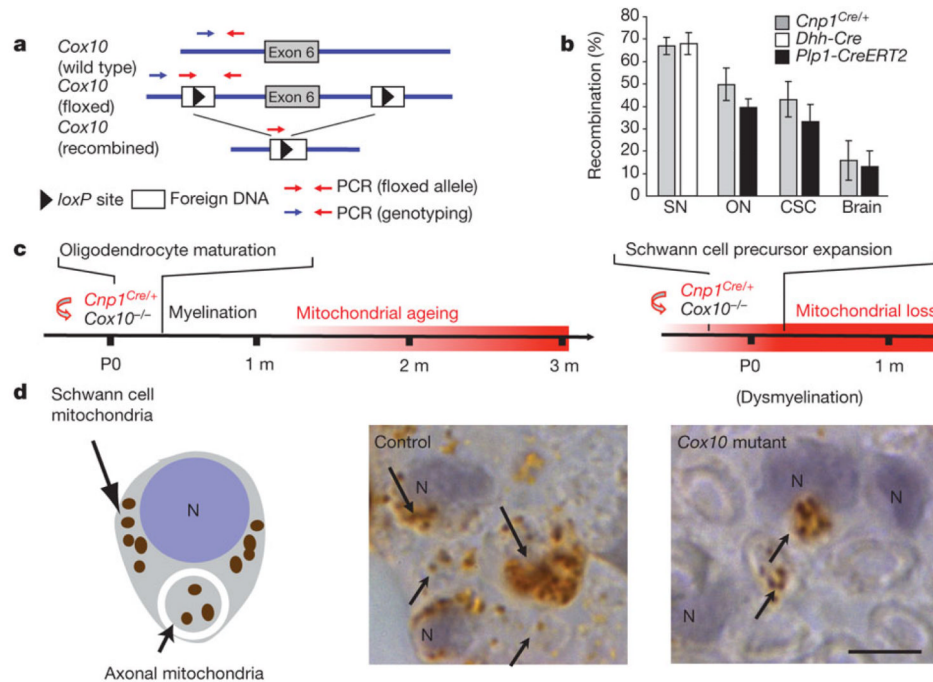 a
Cox10
(wild type)
Exon 6
Cox10
(floxed)
Exon 6
Cox10
(recombined)
loxP site
Foreign DNA
PCR (floxed allele)
PCR (genotyping)
b
Recombination (%)
80
70
60
50
40
30
20
10
0
SN ON CSC Brain
Cnp1Cre/+
Dhh-Cre
Plp1-CreERT2
c
Oligodendrocyte maturation
Cnp1Cre/+
Cox10–/–
Myelination
Mitochondrial ageing
P0 1 m 2 m 3 m
Schwann cell precursor expansion
Cnp1Cre/+
Cox10–/–
Mitochondrial loss
P0 1 m
(Dysmyelination)
d
Schwann cell
mitochondria
N
Axonal mitochondria
Control
N
N
Cox10 mutant
N
N
N